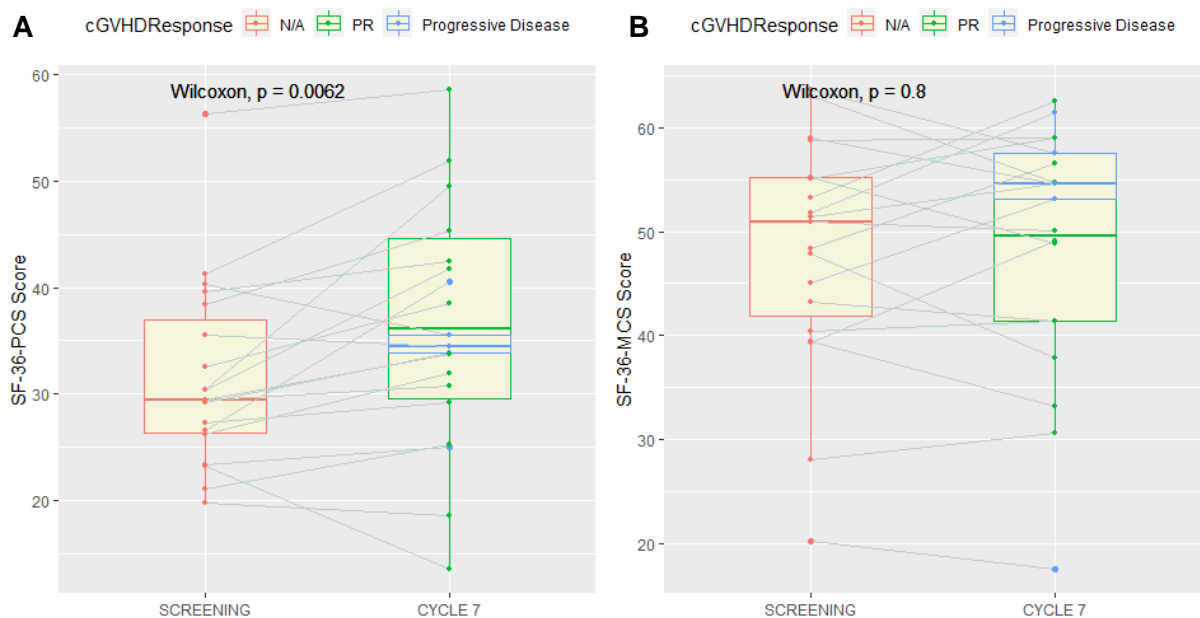 A
cGVHDResponse N/A PR Progressive Disease
Wilcoxon, p = 0.0062
SF-36-PCS Score
60
50
40
30
20
SCREENING CYCLE 7
B
cGVHDResponse N/A PR Progressive Disease
Wilcoxon, p = 0.8
SF-36-MCS Score
60
50
40
30
20
SCREENING CYCLE 7